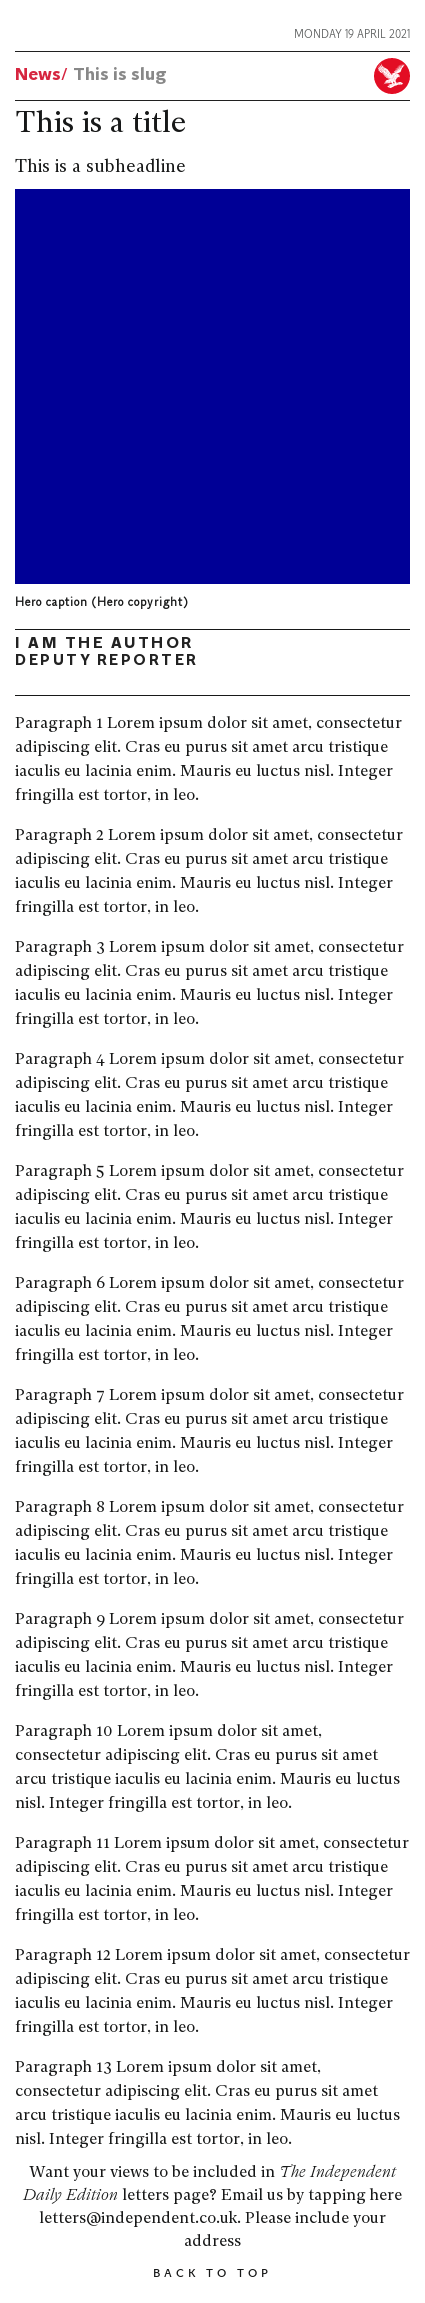 MONDAY 19 APRIL 2021
News/ This is slug
This is a title
This is a subheadline
Hero caption (Hero copyright)
I AM THE AUTHOR
DEPUTY REPORTER
Paragraph 1 Lorem ipsum dolor sit amet, consectetur
adipiscing elit. Cras eu purus sit amet arcu tristique
iaculis eu lacinia enim. Mauris eu luctus nisl. Integer
fringilla est tortor, in leo.
Paragraph 2 Lorem ipsum dolor sit amet, consectetur
adipiscing elit. Cras eu purus sit amet arcu tristique
iaculis eu lacinia enim. Mauris eu luctus nisl. Integer
fringilla est tortor, in leo.
Paragraph 3 Lorem ipsum dolor sit amet, consectetur
adipiscing elit. Cras eu purus sit amet arcu tristique
iaculis eu lacinia enim. Mauris eu luctus nisl. Integer
fringilla est tortor, in leo.
Paragraph 4 Lorem ipsum dolor sit amet, consectetur
adipiscing elit. Cras eu purus sit amet arcu tristique
iaculis eu lacinia enim. Mauris eu luctus nisl. Integer
fringilla est tortor, in leo.
Paragraph 5 Lorem ipsum dolor sit amet, consectetur
adipiscing elit. Cras eu purus sit amet arcu tristique
iaculis eu lacinia enim. Mauris eu luctus nisl. Integer
fringilla est tortor, in leo.
Paragraph 6 Lorem ipsum dolor sit amet, consectetur
adipiscing elit. Cras eu purus sit amet arcu tristique
iaculis eu lacinia enim. Mauris eu luctus nisl. Integer
fringilla est tortor, in leo.
Paragraph 7 Lorem ipsum dolor sit amet, consectetur
adipiscing elit. Cras eu purus sit amet arcu tristique
iaculis eu lacinia enim. Mauris eu luctus nisl. Integer
fringilla est tortor, in leo.
Paragraph 8 Lorem ipsum dolor sit amet, consectetur
adipiscing elit. Cras eu purus sit amet arcu tristique
iaculis eu lacinia enim. Mauris eu luctus nisl. Integer
fringilla est tortor, in leo.
Paragraph 9 Lorem ipsum dolor sit amet, consectetur
adipiscing elit. Cras eu purus sit amet arcu tristique
iaculis eu lacinia enim. Mauris eu luctus nisl. Integer
fringilla est tortor, in leo.
Paragraph 10 Lorem ipsum dolor sit amet,
consectetur adipiscing elit. Cras eu purus sit amet
arcu tristique iaculis eu lacinia enim. Mauris eu luctus
nisl. Integer fringilla est tortor, in leo.
Paragraph 11 Lorem ipsum dolor sit amet, consectetur
adipiscing elit. Cras eu purus sit amet arcu tristique
iaculis eu lacinia enim. Mauris eu luctus nisl. Integer
fringilla est tortor, in leo.
Paragraph 12 Lorem ipsum dolor sit amet, consectetur
adipiscing elit. Cras eu purus sit amet arcu tristique
iaculis eu lacinia enim. Mauris eu luctus nisl. Integer
fringilla est tortor, in leo.
Paragraph 13 Lorem ipsum dolor sit amet,
consectetur adipiscing elit. Cras eu purus sit amet
arcu tristique iaculis eu lacinia enim. Mauris eu luctus
nisl. Integer fringilla est tortor, in leo.
Want your views to be included in The Independent
Daily Edition letters page? Email us by tapping here
letters@independent.co.uk. Please include your
address
BACK TO TOP